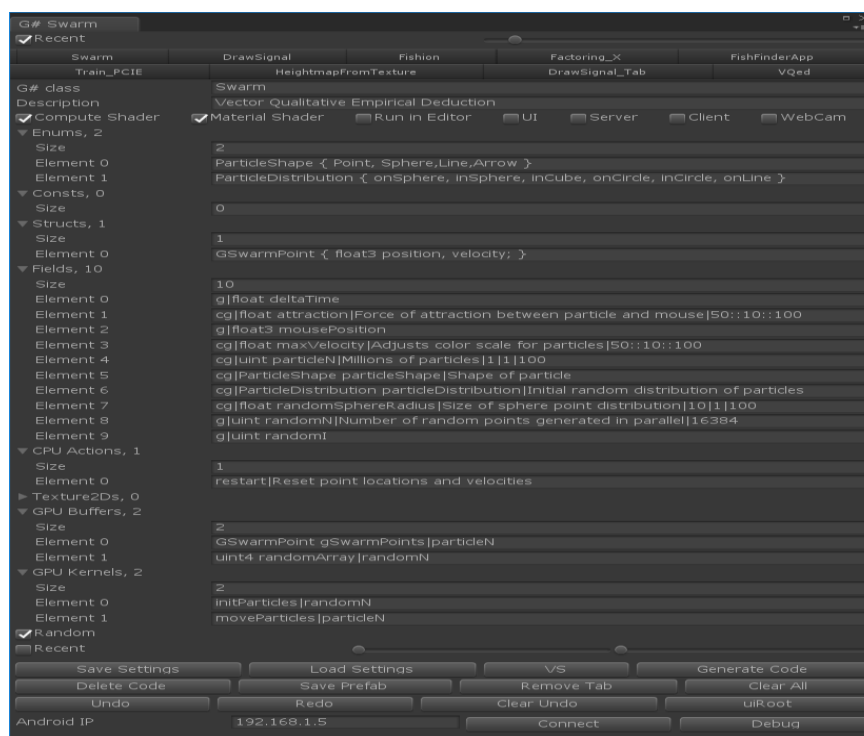 G# Swarm
Recent
Swarm DrawSignal Fishion Factoring_X FishFinderApp
Train_PCIE HeightmapFromTexture DrawSignal_Tab VQed
G# class Swarm
Description Vector Qualitative Empirical Deduction
Compute Shader Material Shader Run in Editor UI Server Client WebCam
Enums, 2
Size 2
Element 0 ParticleShape { Point, Sphere,Line,Arrow }
Element 1 ParticleDistribution { onSphere, inSphere, inCube, onCircle, inCircle, onLine }
Consts, 0
Size 0
Structs, 1
Size 1
Element 0 GSwarmPoint { float3 position, velocity; }
Fields, 10
Size 10
Element 0 g|float deltaTime
Element 1 cg|float attraction|Force of attraction between particle and mouse|50::10::100
Element 2 g|float3 mousePosition
Element 3 cg|float maxVelocity|Adjusts color scale for particles|50::10::100
Element 4 cg|uint particleN|Millions of particles|1|1|100
Element 5 cg|ParticleShape particleShape|Shape of particle
Element 6 cg|ParticleDistribution particleDistribution|Initial random distribution of particles
Element 7 cg|float randomSphereRadius|Size of sphere point distribution|10|1|100
Element 8 g|uint randomN|Number of random points generated in parallel|16384
Element 9 g|uint randomI
CPU Actions, 1
Size 1
Element 0 restart|Reset point locations and velocities
Texture2Ds, 0
GPU Buffers, 2
Size 2
Element 0 GSwarmPoint gSwarmPoints|particleN
Element 1 uint4 randomArray|randomN
GPU Kernels, 2
Size 2
Element 0 initParticles|randomN
Element 1 moveParticles|particleN
Random
Recent
Save Settings Load Settings VS Generate Code
Delete Code Save Prefab Remove Tab Clear All
Undo Redo Clear Undo uiRoot
Android IP 192.168.1.5 Connect Debug